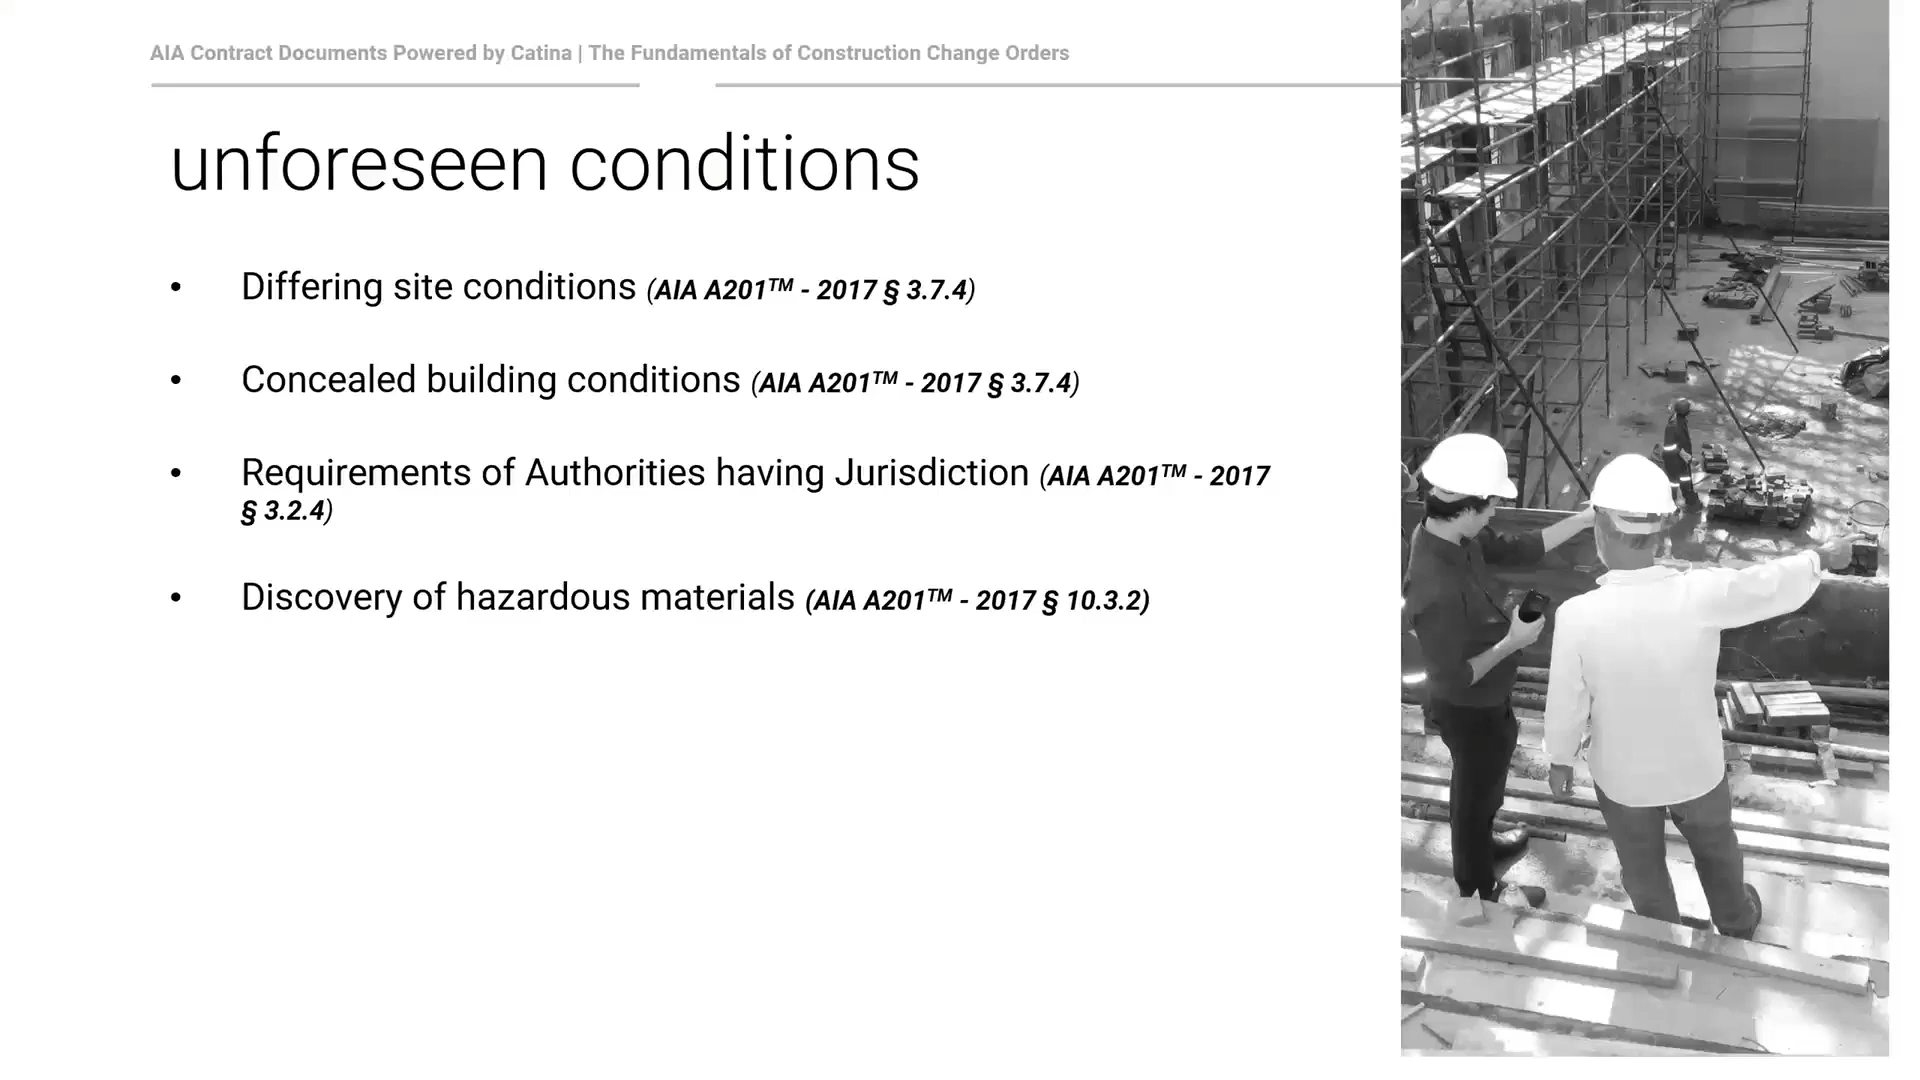 AIA Contract Documents Powered by Catina | The Fundamentals of Construction Change Orders
unforeseen conditions
• Differing site conditions (AIA A201™ - 2017 § 3.7.4)
• Concealed building conditions (AIA A201™ - 2017 § 3.7.4)
• Requirements of Authorities having Jurisdiction (AIA A201™ - 2017
§ 3.2.4)
• Discovery of hazardous materials (AIA A201™ - 2017 § 10.3.2)